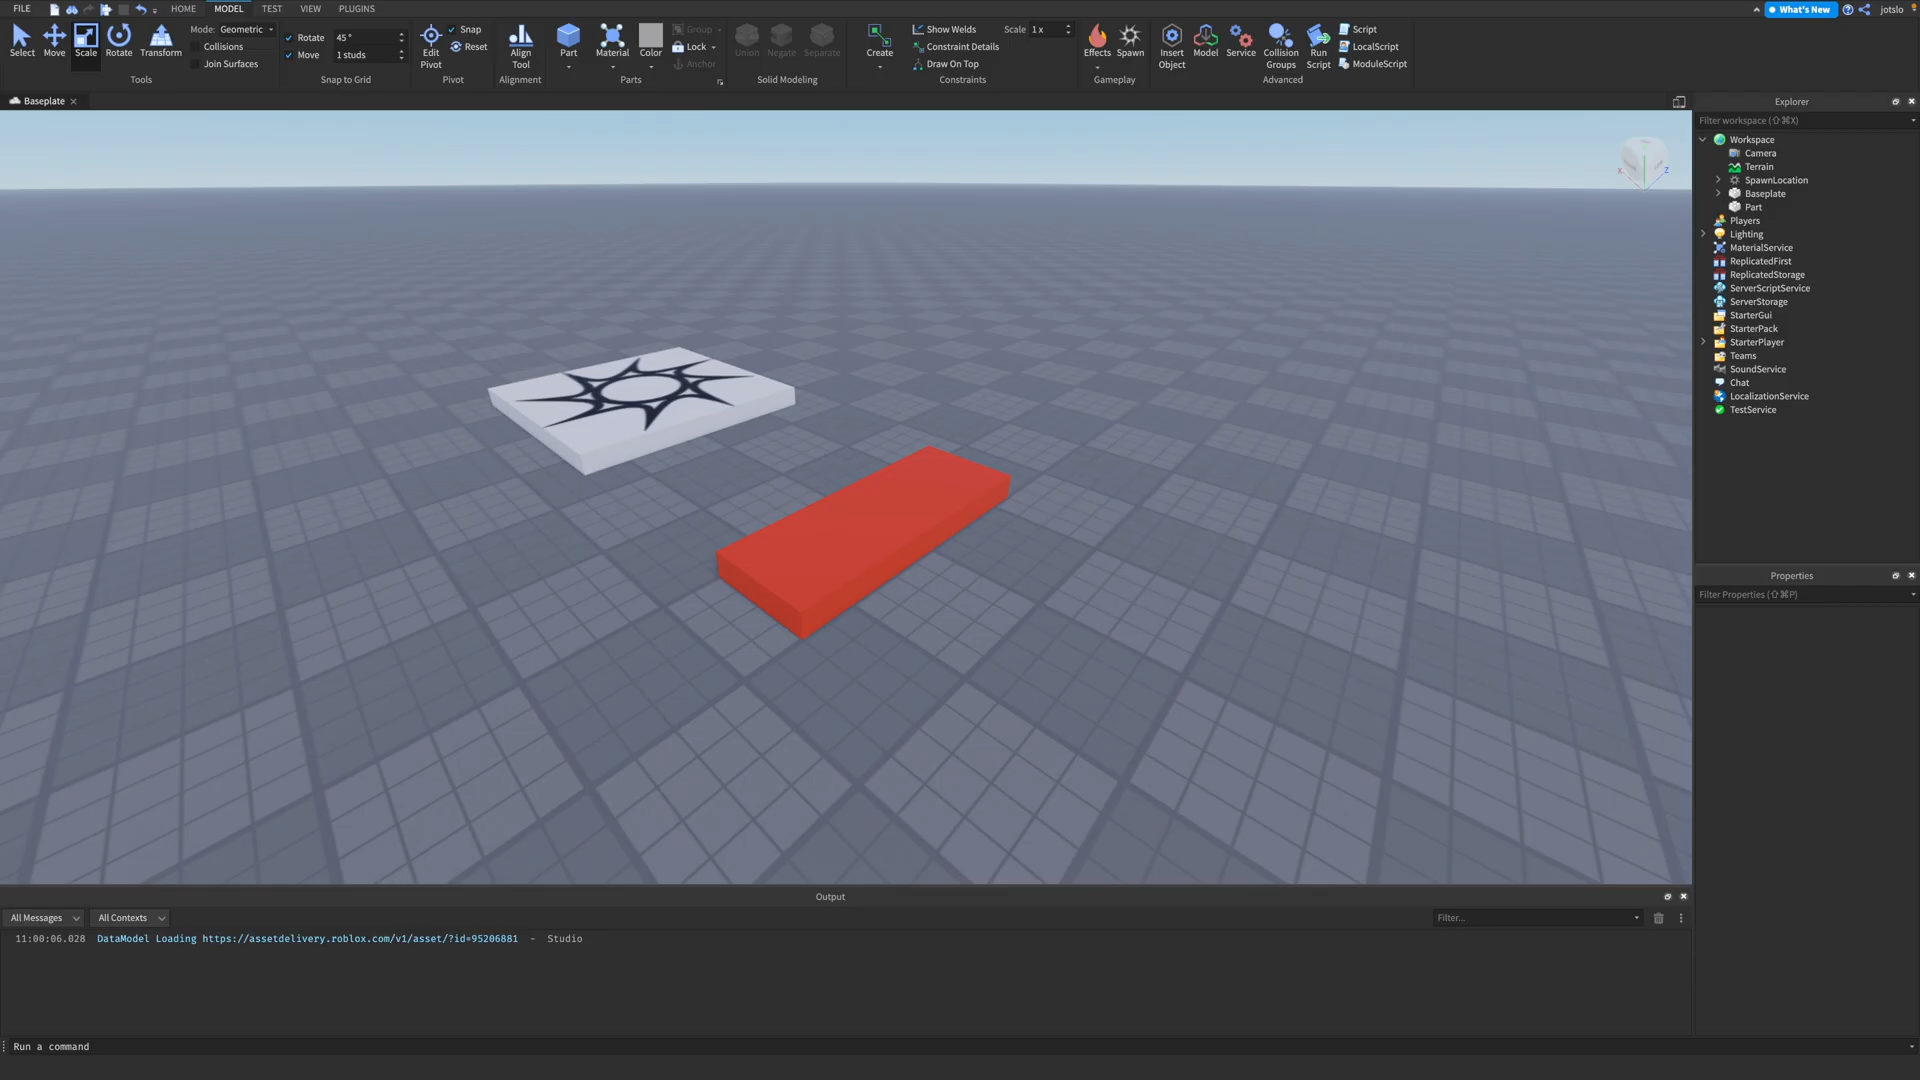 FILE HOME MODEL TEST VIEW PLUGINS What's New jotslo
Select Move Scale Rotate Transform
Mode: Geometric
Collisions
Join Surfaces
Tools
Rotate 45 °
Move 1 studs
Snap to Grid
Edit Pivot
Snap
Reset
Pivot
Align Tool
Alignment
Part Material Color
Group
Lock
Anchor
Parts
Union Negate Separate
Solid Modeling
Create
Show Welds
Constraint Details
Draw On Top
Scale 1 x
Constraints
Effects Spawn
Gameplay
Insert Object
Model Service
Collision Groups
Run Script
Script
LocalScript
ModuleScript
Advanced
Baseplate
X Z
Explorer
Filter workspace (⇧⌘X)
Workspace
Camera
Terrain
SpawnLocation
Baseplate
Part
Players
Lighting
MaterialService
ReplicatedFirst
ReplicatedStorage
ServerScriptService
ServerStorage
StarterGui
StarterPack
StarterPlayer
Teams
SoundService
Chat
LocalizationService
TestService
Properties
Filter Properties (⇧⌘P)
Output
All Messages All Contexts Filter...
11:00:06.028 DataModel Loading https://assetdelivery.roblox.com/v1/asset/?id=95206881 - Studio
Run a command